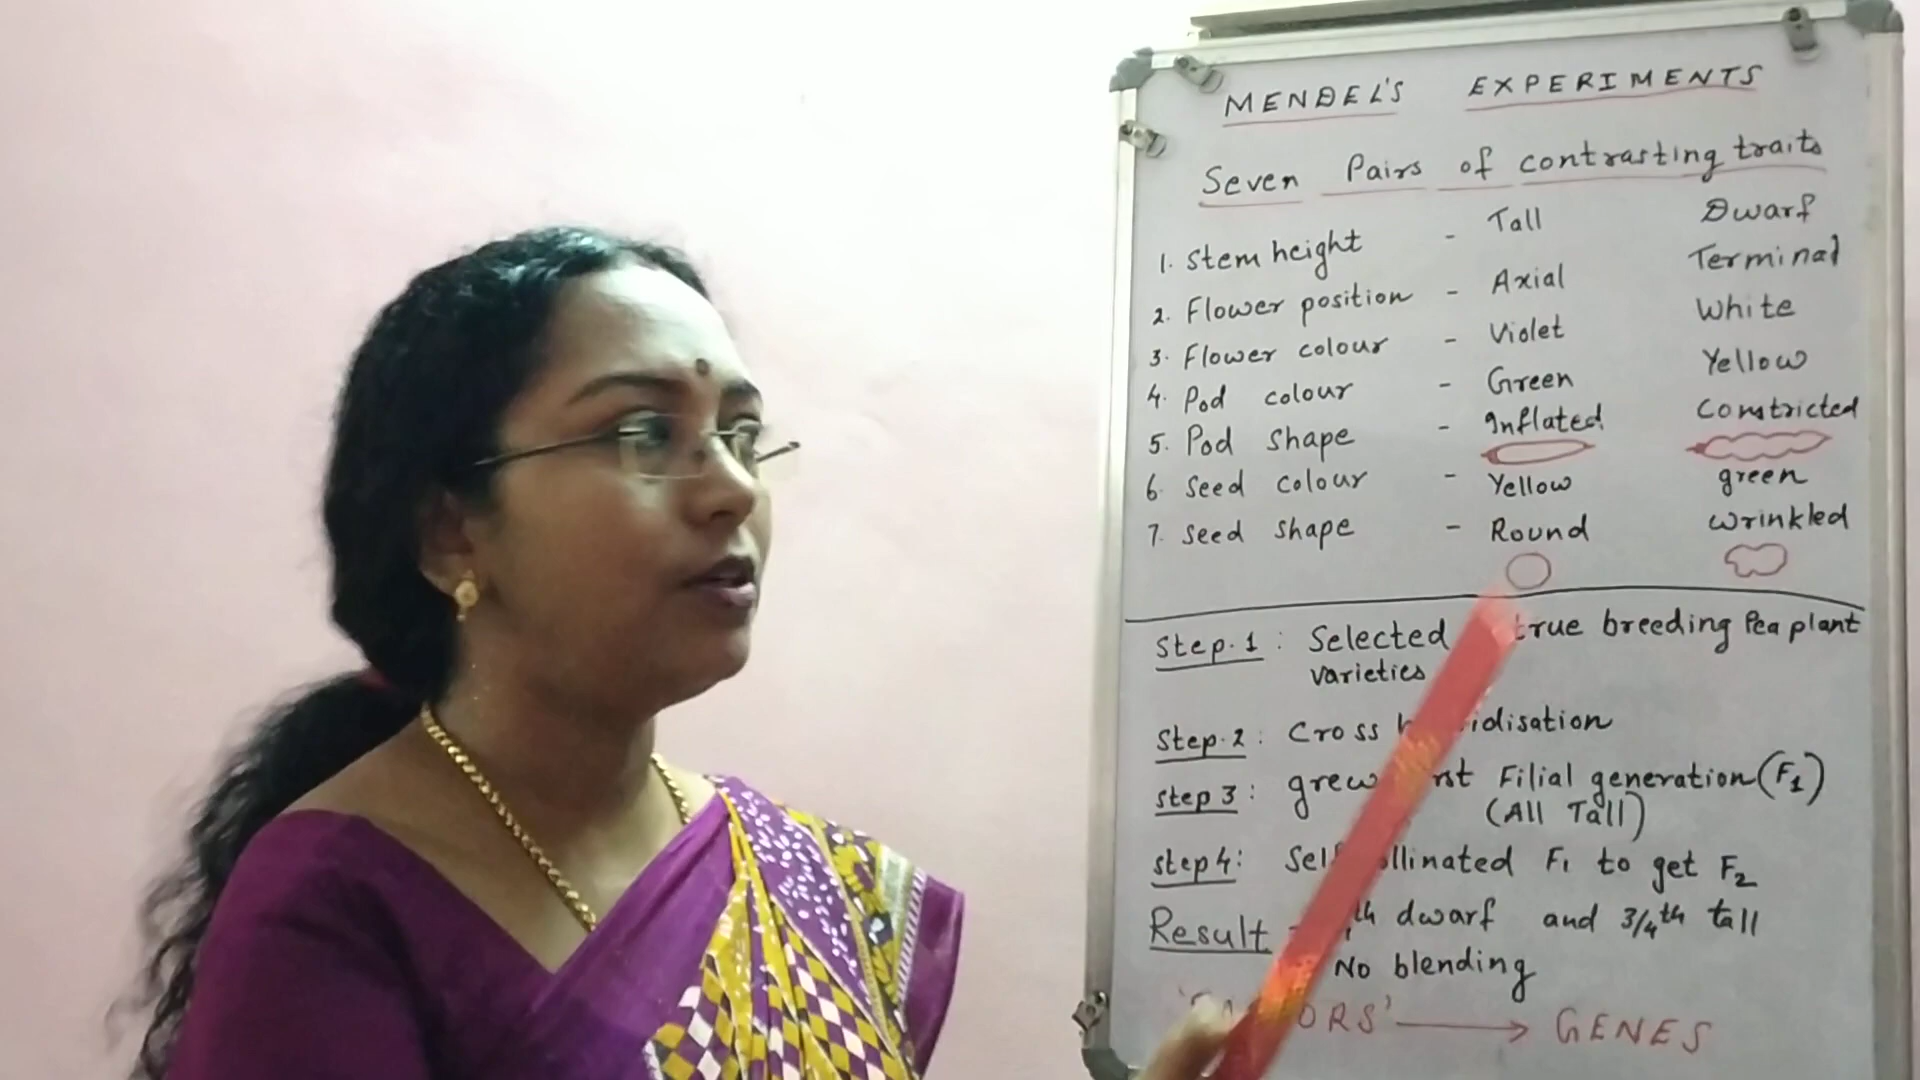 MENDEL'S EXPERIMENTS
Seven Pairs of contrasting traits
1. Stem height - Tall Dwarf
2. Flower position - Axial Terminal
3. Flower colour - Violet White
4. Pod colour - Green Yellow
5. Pod shape - Inflated Constricted
6. Seed colour - Yellow green
7. Seed shape - Round wrinkled
Step.1 : Selected true breeding Pea plant
varieties
Step.2 : Cross
step 3 : grew Filial generation (F1)
(All Tall)
step 4: F1 to get F2
Result - dwarf and 3/4th tall
No blending
→ GENES